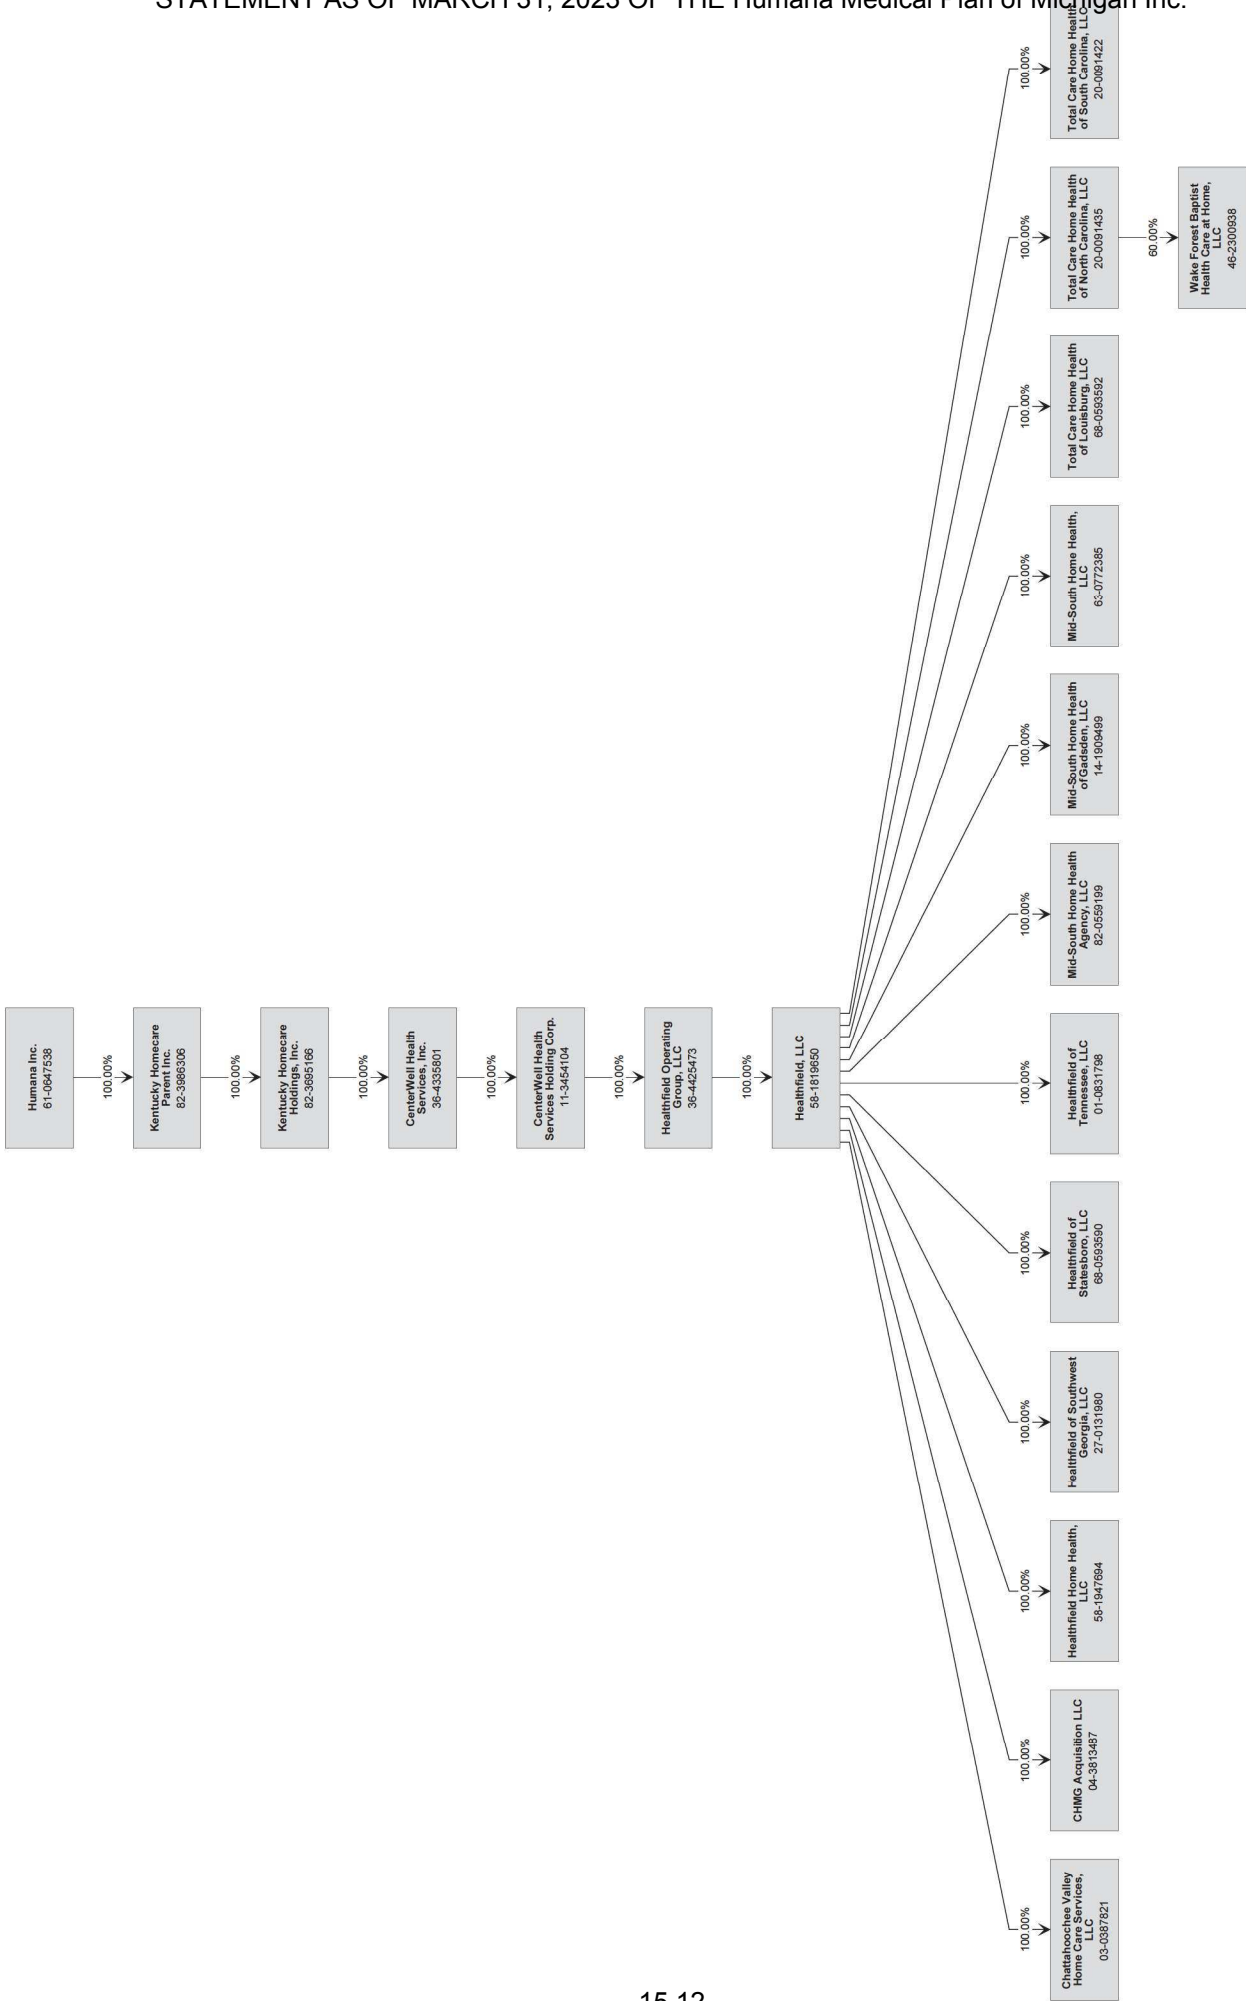 STATEMENT AS OF MARCH 31, 2023 OF THE Humana Medical Plan of Michigan Inc.
Humana Inc.
61-0647538
100.00%
Kentucky Homecare
Parent Inc.
82-3986306
100.00%
Kentucky Homecare
Holdings, Inc.
82-3695166
100.00%
CenterWell Health
Services, Inc.
36-4335801
100.00%
CenterWell Health
Services Holding Corp.
11-3454104
100.00%
Healthfield Operating
Group, LLC
36-4425473
100.00%
Healthfield, LLC
58-1819650
100.00%
Chattahoochee Valley
Home Care Services,
LLC
03-0387821
100.00%
CHMG Acquisition LLC
04-3813487
100.00%
Healthfield Home Health,
LLC
58-1947694
100.00%
Healthfield of Southwest
Georgia, LLC
27-0131980
100.00%
Healthfield of
Statesboro, LLC
68-0593590
100.00%
Healthfield of
Tennessee, LLC
01-0831798
100.00%
Mid-South Home Health
Agency, LLC
82-0559199
100.00%
Mid-South Home Health
of Gadsden, LLC
14-1909499
100.00%
Mid-South Home Health,
LLC
63-0772385
100.00%
Total Care Home Health
of Louisburg, LLC
68-0593592
100.00%
Total Care Home Health
of North Carolina, LLC
20-0091435
60.00%
Wake Forest Baptist
Health Care at Home,
LLC
46-2300938
100.00%
Total Care Home Health
of South Carolina, LLC
20-0091422
15.12